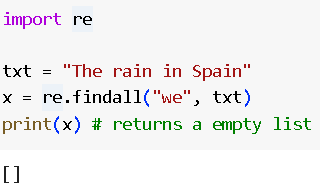 import re
txt = "The rain in Spain"
x = re.findall("we", txt)
print(x) # returns a empty list
[]